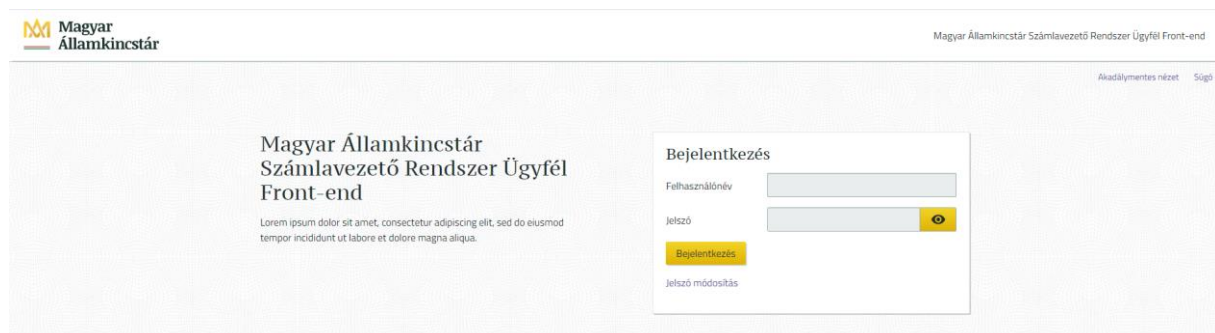 Magyar
Államkincstár
Magyar Államkincstár Számlavezető Rendszer Ügyfél Front-end
Akadálymentes nézet Súgó
Magyar Államkincstár
Számlavezető Rendszer Ügyfél
Front-end
Lorem ipsum dolor sit amet, consectetur adipiscing elit, sed do eiusmod
tempor incididunt ut labore et dolore magna aliqua.
Bejelentkezés
Felhasználónév
Jelszó
Bejelentkezés
Jelszó módosítás